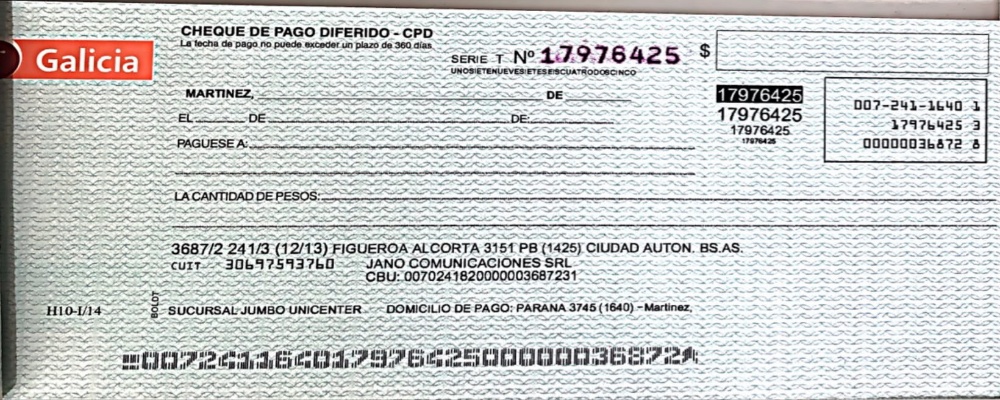 Galicia
CHEQUE DE PAGO DIFERIDO - CPD
La fecha de pago no puede exceder un plazo de 360 días
SERIE T Nº 17976425 $
UNOSIETENUEVESIETESEISCUATRODOSCINCO
MARTINEZ, DE
EL DE DE:
PAGUESE A:
LA CANTIDAD DE PESOS:
17976425
17976425
17976425
17976425
007-241-1640 1
17976425 3
00000036872 8
3687/2 241/3 (12/13) FIGUEROA ALCORTA 3151 PB (1425) CIUDAD AUTON. BS.AS.
CUIT 30697593760 JANO COMUNICACIONES SRL
CBU: 0070241820000003687231
H10-I/14
BOLDT
SUCURSAL JUMBO UNICENTER DOMICILIO DE PAGO: PARANA 3745 (1640) - Martinez,
00724116401797642500000036872